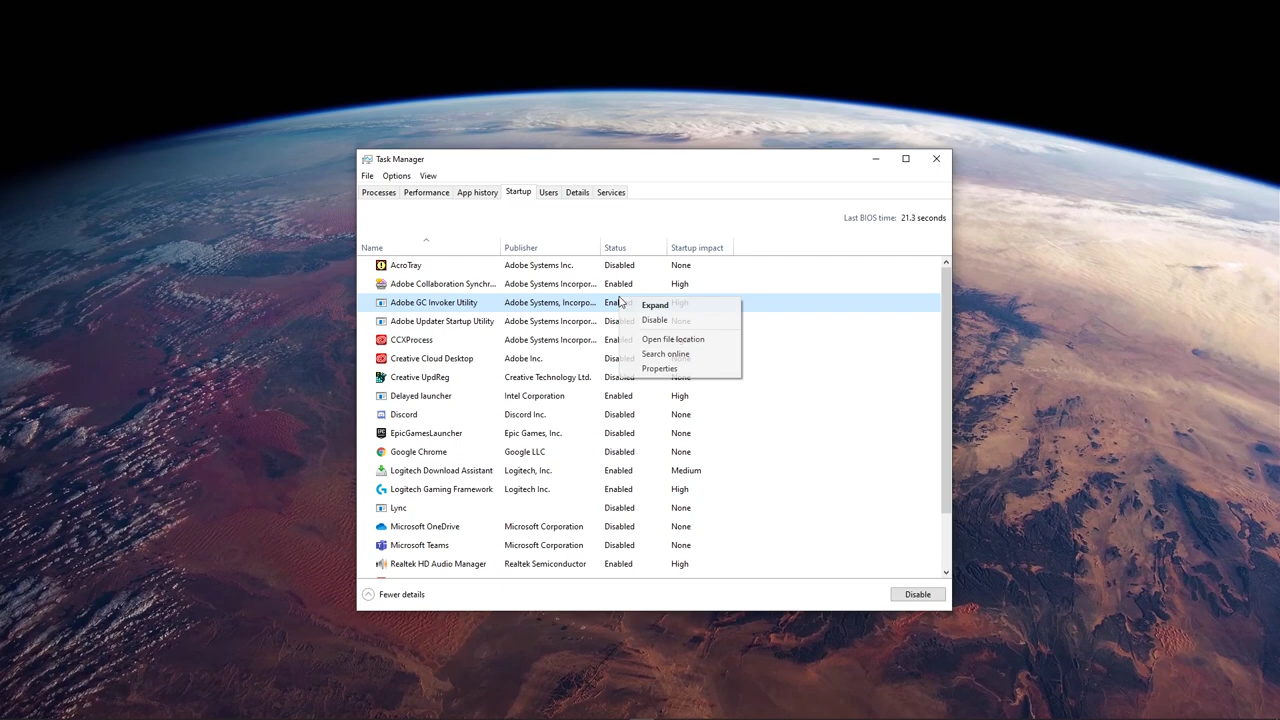 Task Manager
File Options View
Processes Performance App history Startup Users Details Services
Last BIOS time: 21.3 seconds
Name Publisher Status Startup impact
AcroTray Adobe Systems Inc. Disabled None
Adobe Collaboration Synchr... Adobe Systems Incorpor... Enabled High
Adobe GC Invoker Utility Adobe Systems, Incorpo... High
Expand
Adobe Updater Startup Utility Adobe Systems Incorpor... None
Disable
CCXProcess Adobe Systems Incorpor...
Open file location
Creative Cloud Desktop Adobe Inc.
Search online
Properties
Creative UpdReg Creative Technology Ltd. Disabled None
Delayed launcher Intel Corporation Enabled High
Discord Discord Inc. Disabled None
EpicGamesLauncher Epic Games, Inc. Disabled None
Google Chrome Google LLC Disabled None
Logitech Download Assistant Logitech, Inc. Enabled Medium
Logitech Gaming Framework Logitech Inc. Enabled High
Lync Disabled None
Microsoft OneDrive Microsoft Corporation Disabled None
Microsoft Teams Microsoft Corporation Disabled None
Realtek HD Audio Manager Realtek Semiconductor Enabled High
Fewer details Disable